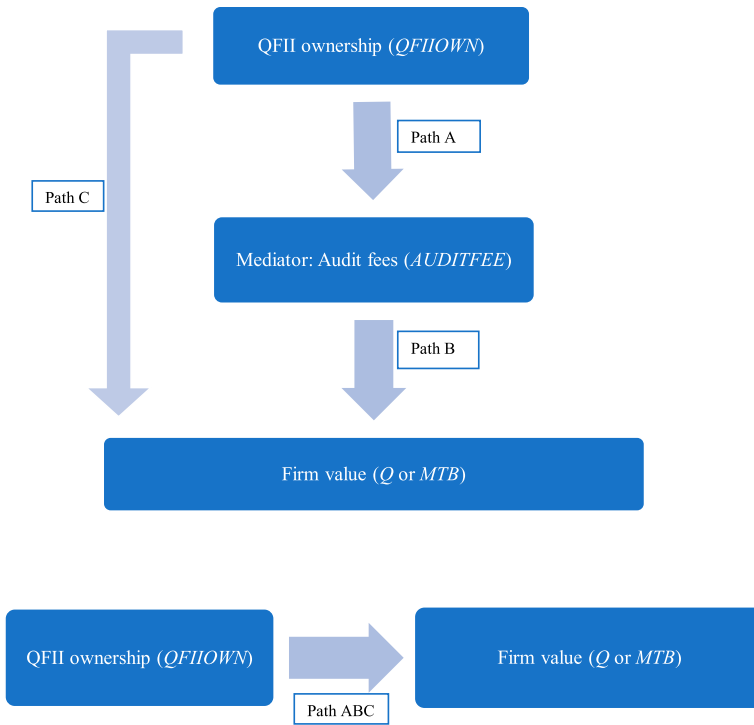 QFII ownership (QFIIOWN)
Path A
Path C
Mediator: Audit fees (AUDITFEE)
Path B
Firm value (Q or MTB)
QFII ownership (QFIIOWN)
Firm value (Q or MTB)
Path ABC